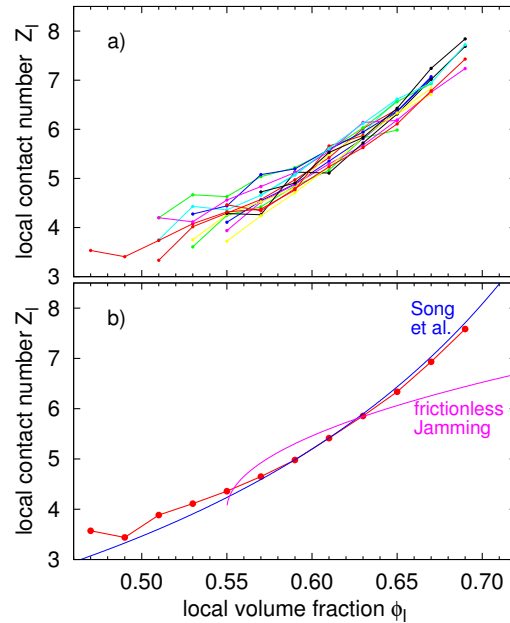 8
7
6
5
4
3
local contact number Z_l
a)
8
7
6
5
4
3
local contact number Z_l
b)
Song
et al.
frictionless
Jamming
0.50 0.55 0.60 0.65 0.70
local volume fraction ϕ_l